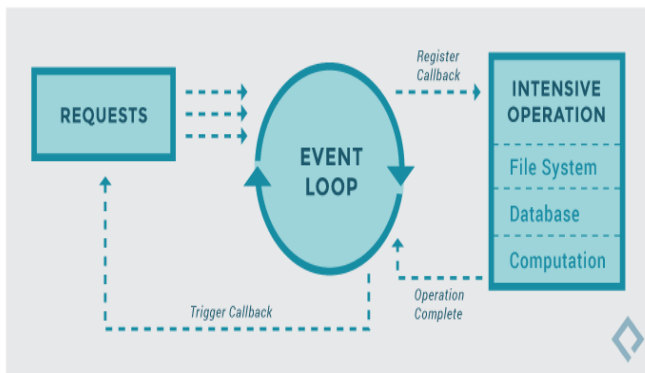 REQUESTS
EVENT
LOOP
Register
Callback
INTENSIVE
OPERATION
File System
Database
Computation
Operation
Complete
Trigger Callback